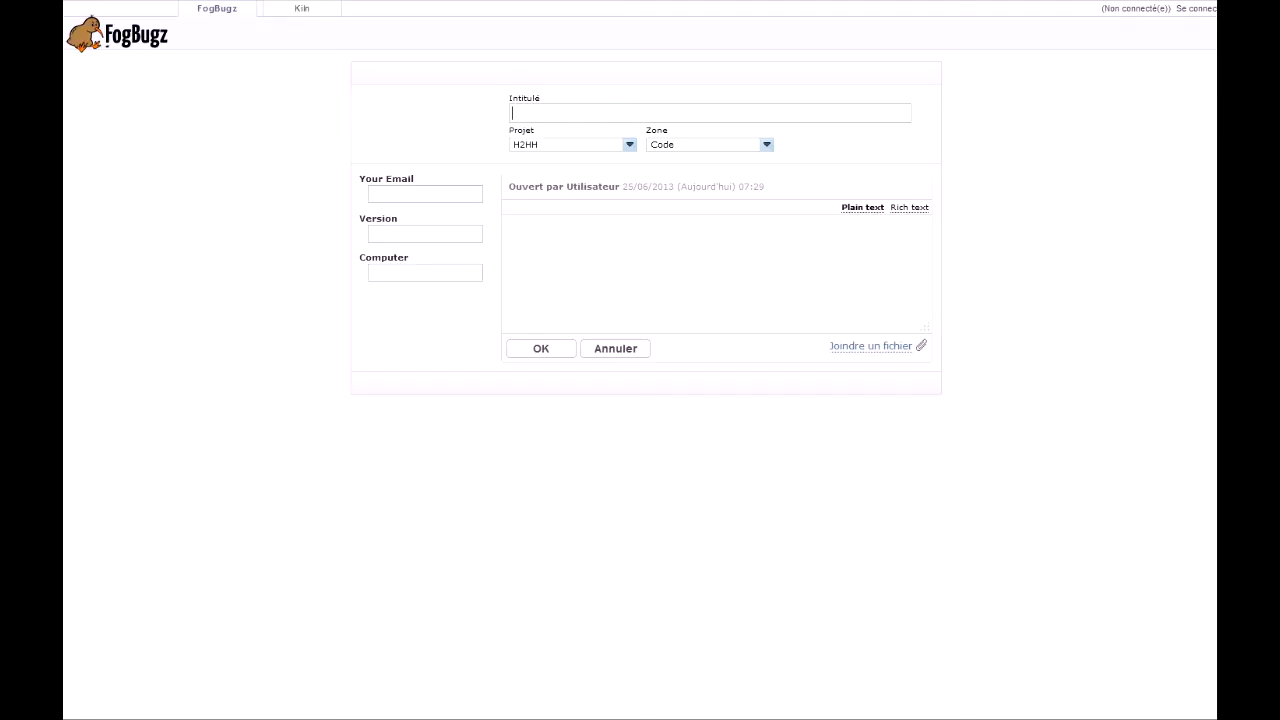 FogBugz Kiln (Non connecté(e)) Se connec
FogBugz
Intitulé
Projet Zone
H2HH Code
Your Email
Version
Computer
Ouvert par Utilisateur 25/06/2013 (Aujourd'hui) 07:29
Plain text Rich text
OK Annuler Joindre un fichier